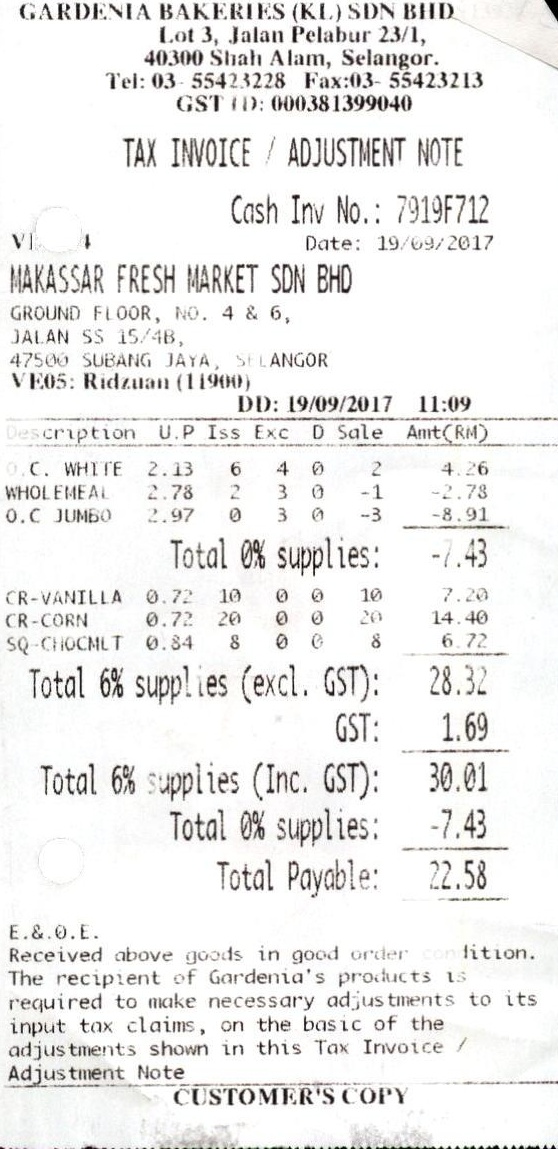 GARDENIA BAKERIES (KL) SDN BHD
Lot 3, Jalan Pelabur 23/1,
40300 Shah Alam, Selangor.
Tel: 03- 55423228 Fax:03- 55423213
GST ID: 000381399040
TAX INVOICE / ADJUSTMENT NOTE
Cash Inv No.: 7919F712
Date: 19/09/2017
MAKASSAR FRESH MARKET SDN BHD
GROUND FLOOR, NO. 4 & 6,
JALAN SS 15/4B,
47500 SUBANG JAYA, SELANGOR
VE05: Ridzuan (11900)
DD: 19/09/2017 11:09
Description U.P Iss Exc D Sale Amt(RM)
O.C. WHITE 2.13 6 4 0 2 4.26
WHOLEMEAL 2.78 2 3 0 -1 -2.78
O.C JUMBO 2.97 0 3 0 -3 -8.91
Total 0% supplies: -7.43
CR-VANILLA 0.72 10 0 0 10 7.20
CR-CORN 0.72 20 0 0 20 14.40
SQ-CHOCMLT 0.84 8 0 0 8 6.72
Total 6% supplies (excl. GST): 28.32
GST: 1.69
Total 6% supplies (Inc. GST): 30.01
Total 0% supplies: -7.43
Total Payable: 22.58
E.&.O.E.
Received above goods in good order condition.
The recipient of Gardenia's products is
required to make necessary adjustments to its
input tax claims, on the basic of the
adjustments shown in this Tax Invoice /
Adjustment Note
CUSTOMER'S COPY